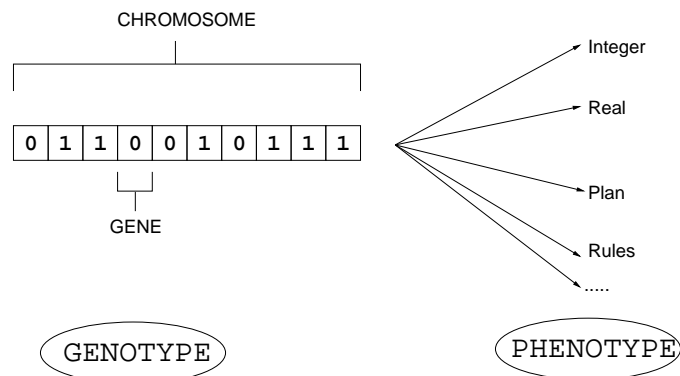 CHROMOSOME
0 1 1 0 0 1 0 1 1 1
GENE
GENOTYPE
Integer
Real
Plan
Rules
.....
PHENOTYPE